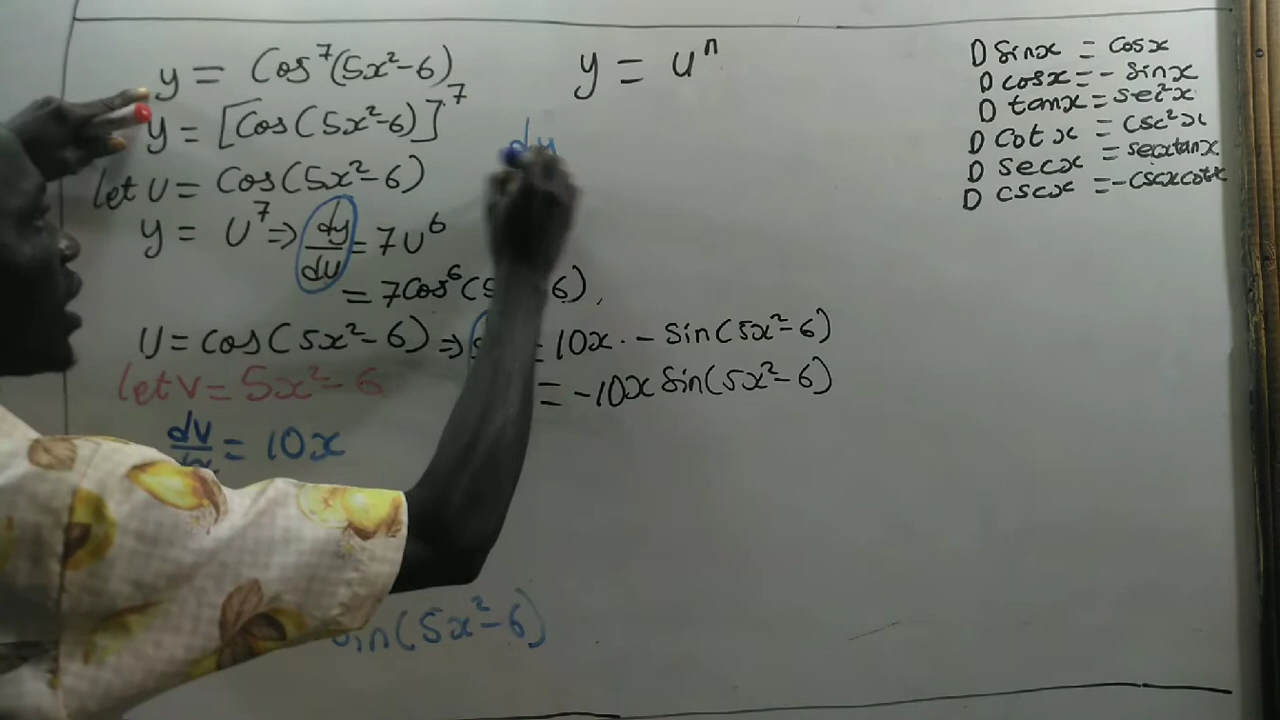 y = Cos⁷(5x²-6)
y = [Cos(5x²-6)]⁷
let U = Cos(5x²-6)
y = U⁷ ⇒ dy/du = 7U⁶
= 7Cos⁶(5 6),
U = cos(5x²-6) ⇒ = 10x · - Sin(5x²-6)
let V = 5x²-6
= -10x Sin(5x²-6)
dv/dx = 10x
Sin(5x²-6)
y = uⁿ
dy
D Sinx = Cosx
D cosx = - sinx
D tanx = sec²x
D Cotx = csc²x
D Secx = secxtanx
D cscx = -cscxcotx